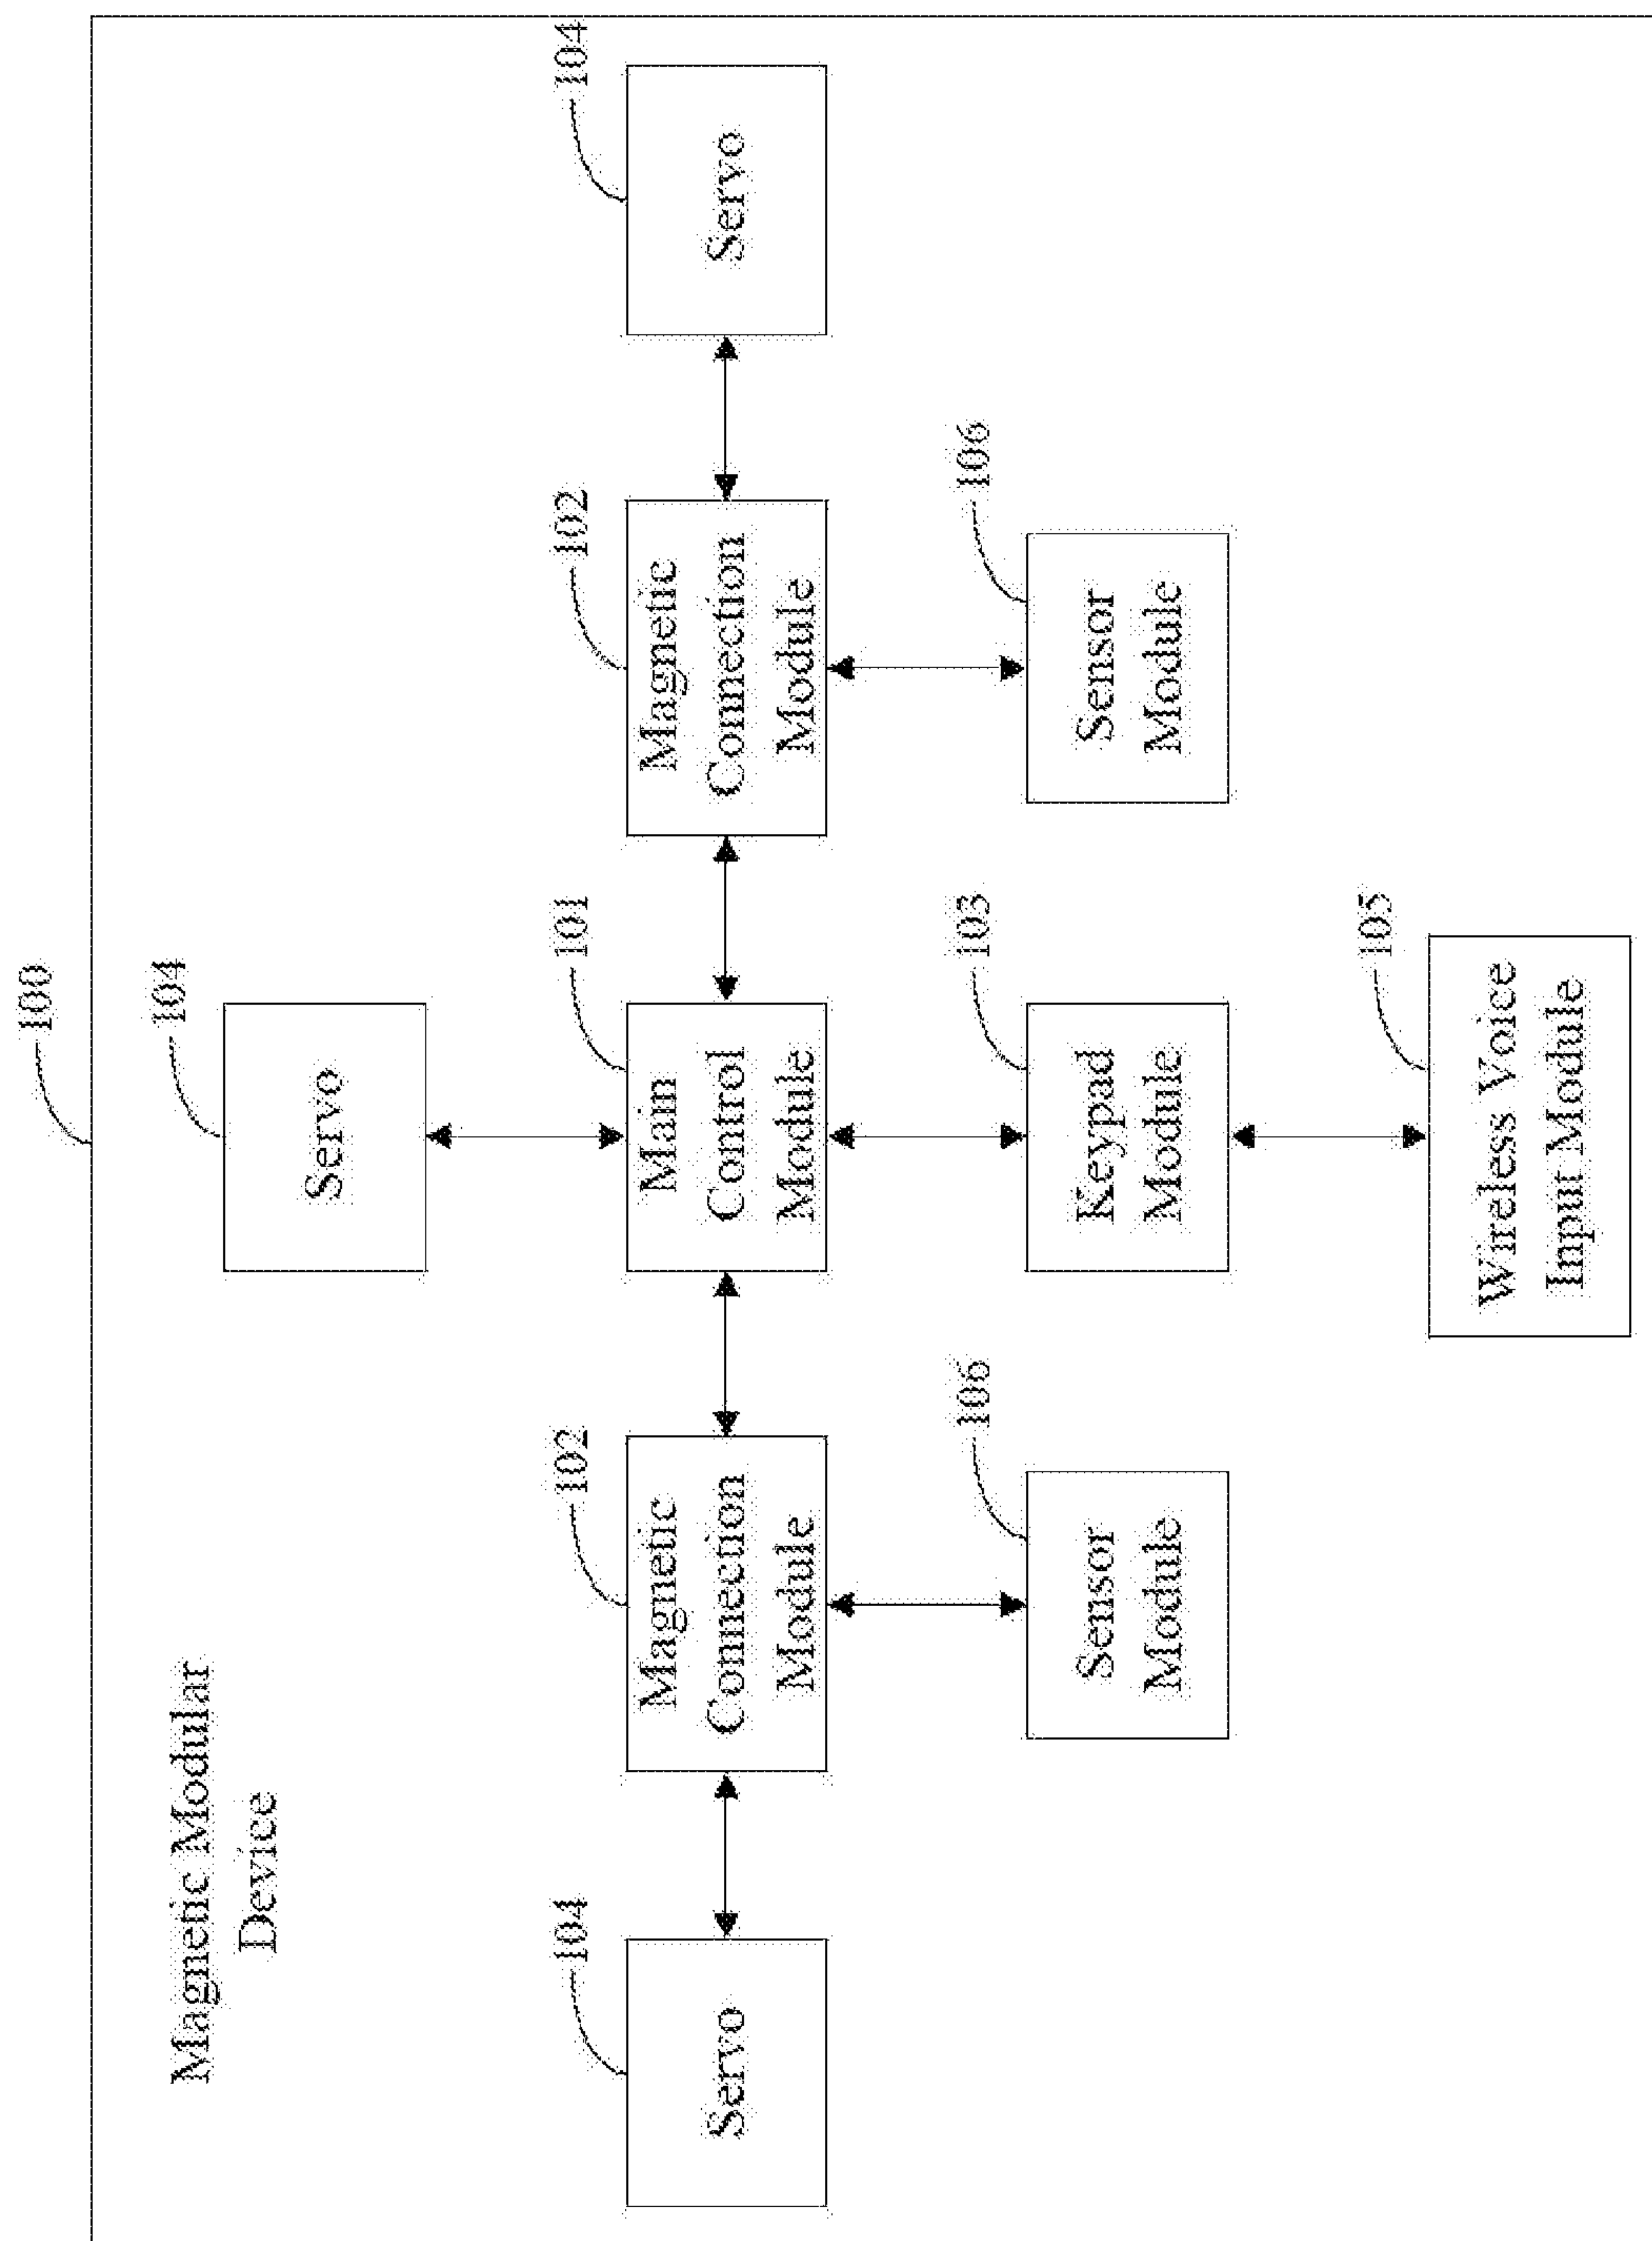 100
Magnetic Modular
Device
104
Servo
104
102
101
102
104
Servo
Magnetic
Connection
Module
Main
Control
Module
Magnetic
Connection
Module
Servo
106
103
106
Sensor
Module
Keypad
Module
Sensor
Module
105
Wireless Voice
Input Module